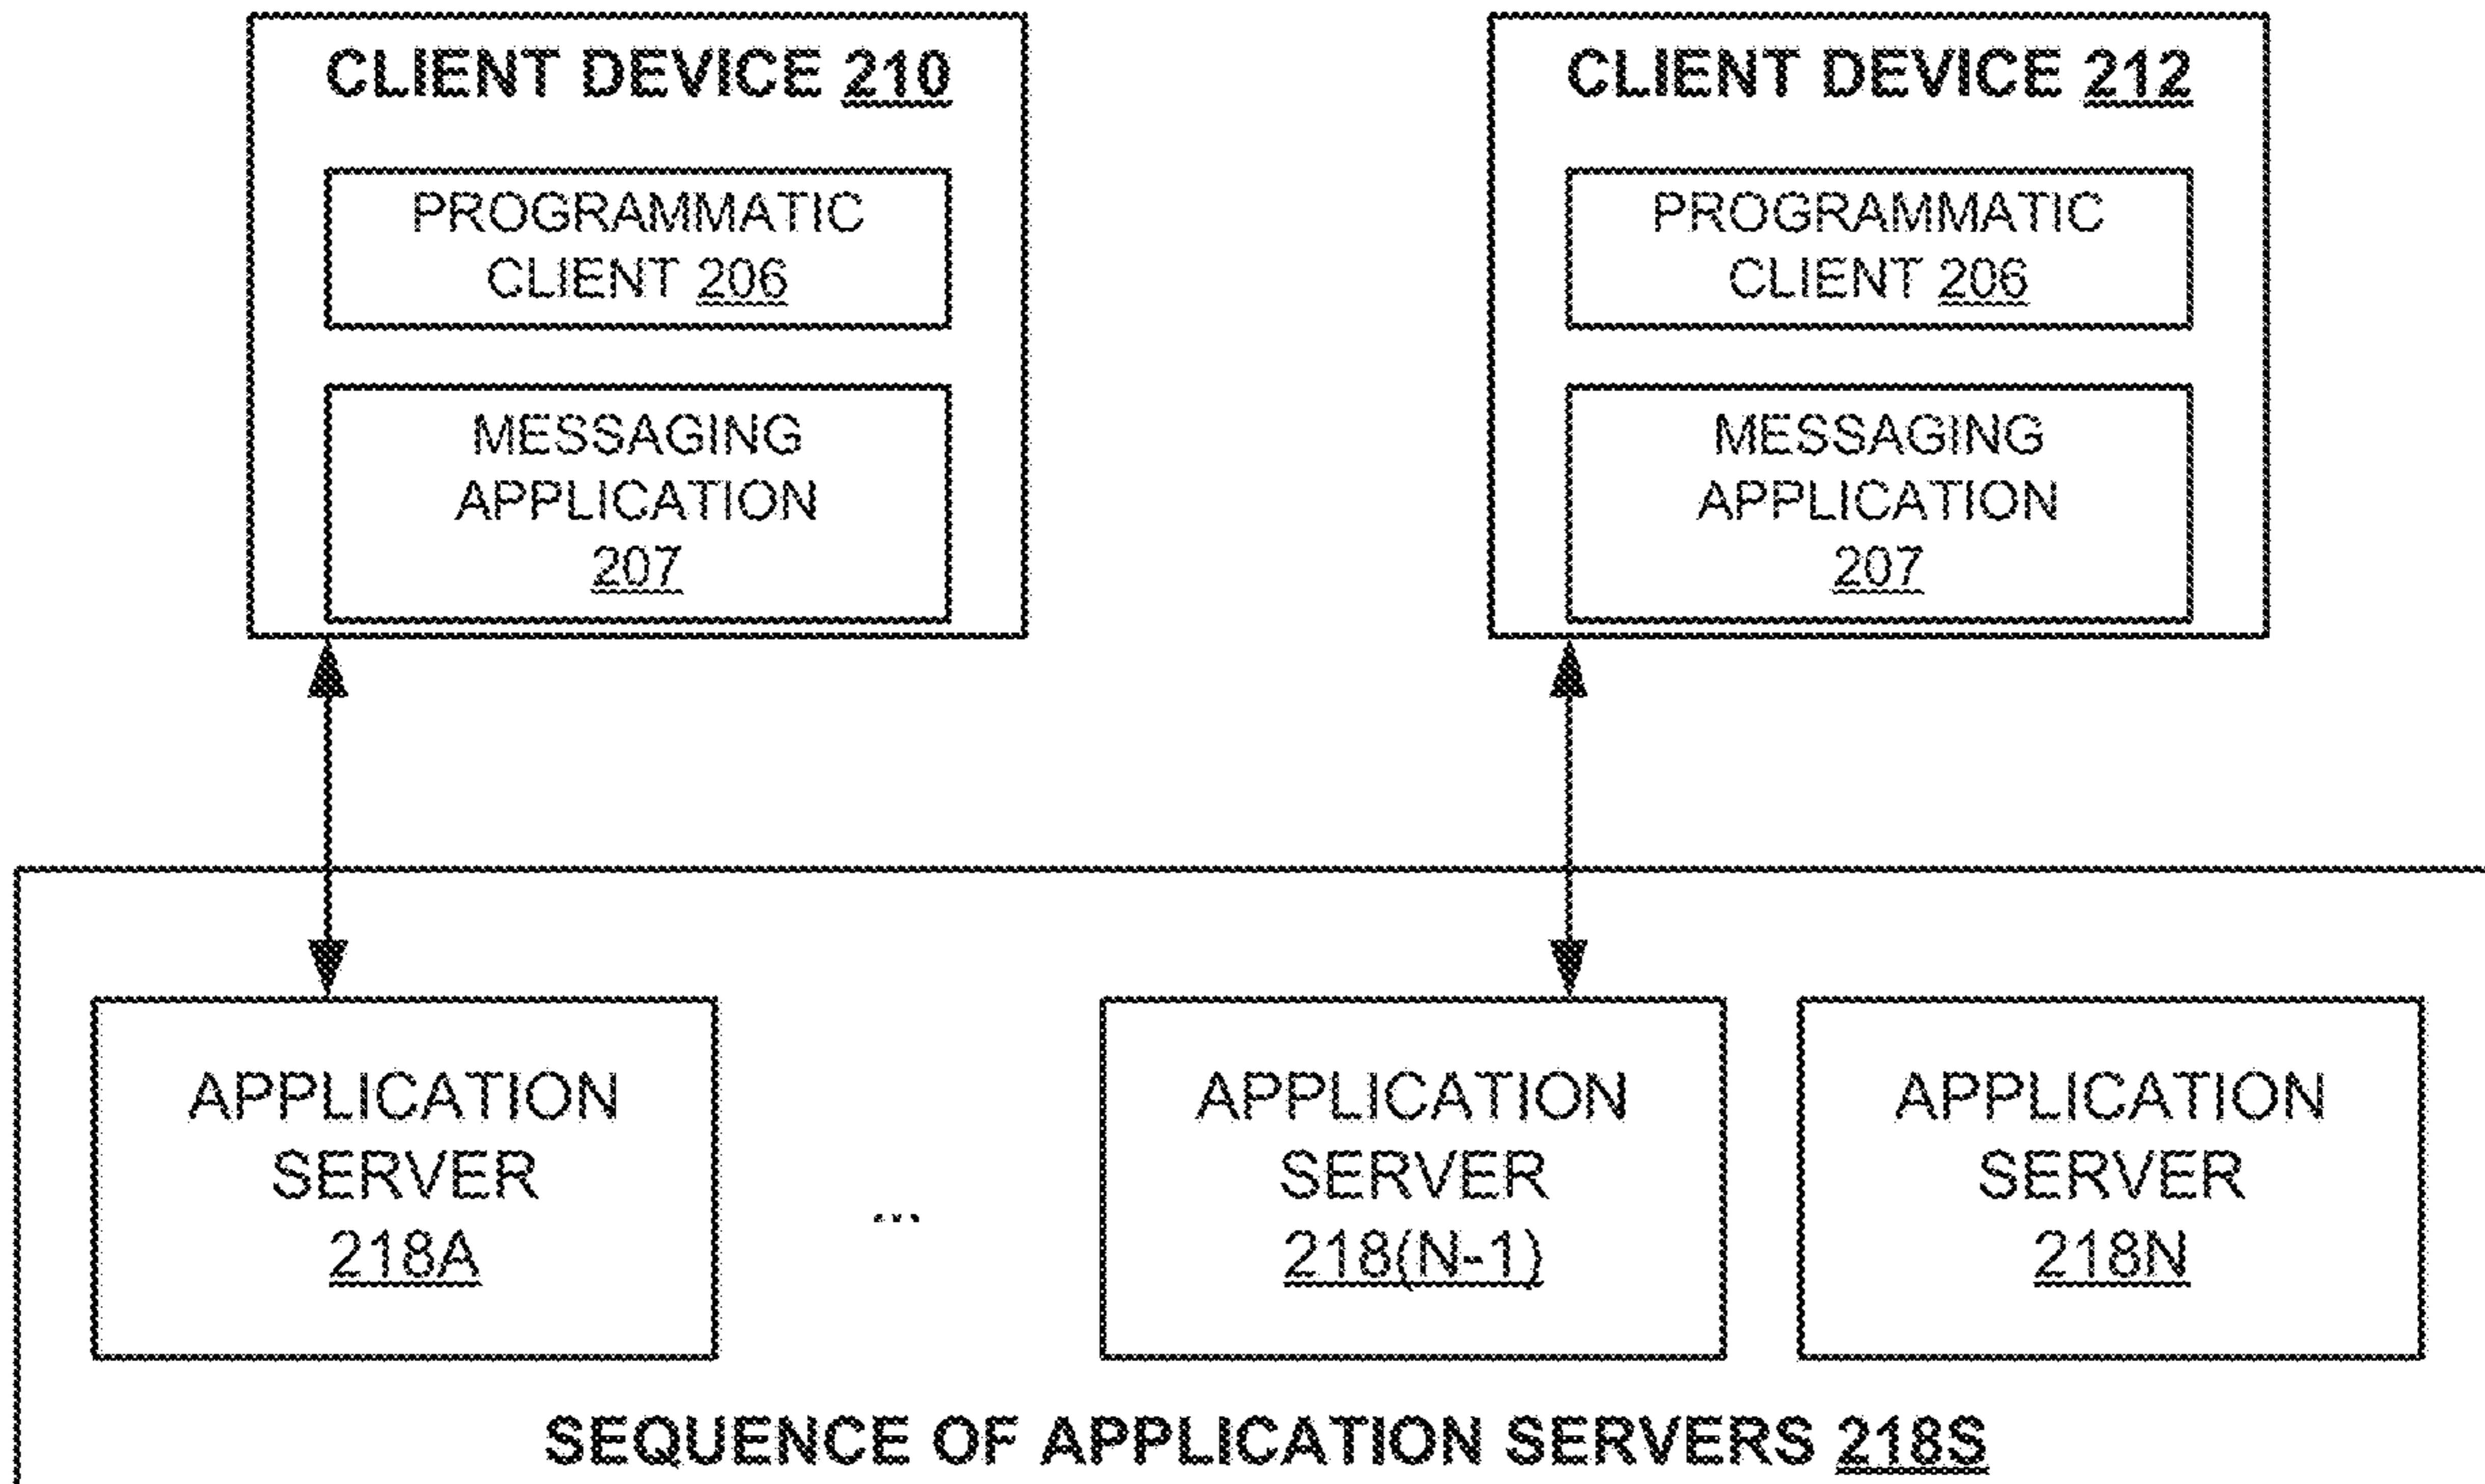 CLIENT DEVICE 210
PROGRAMMATIC
CLIENT 206
MESSAGING
APPLICATION
207
CLIENT DEVICE 212
PROGRAMMATIC
CLIENT 206
MESSAGING
APPLICATION
207
APPLICATION
SERVER
218A
...
APPLICATION
SERVER
218(N-1)
APPLICATION
SERVER
218N
SEQUENCE OF APPLICATION SERVERS 218S